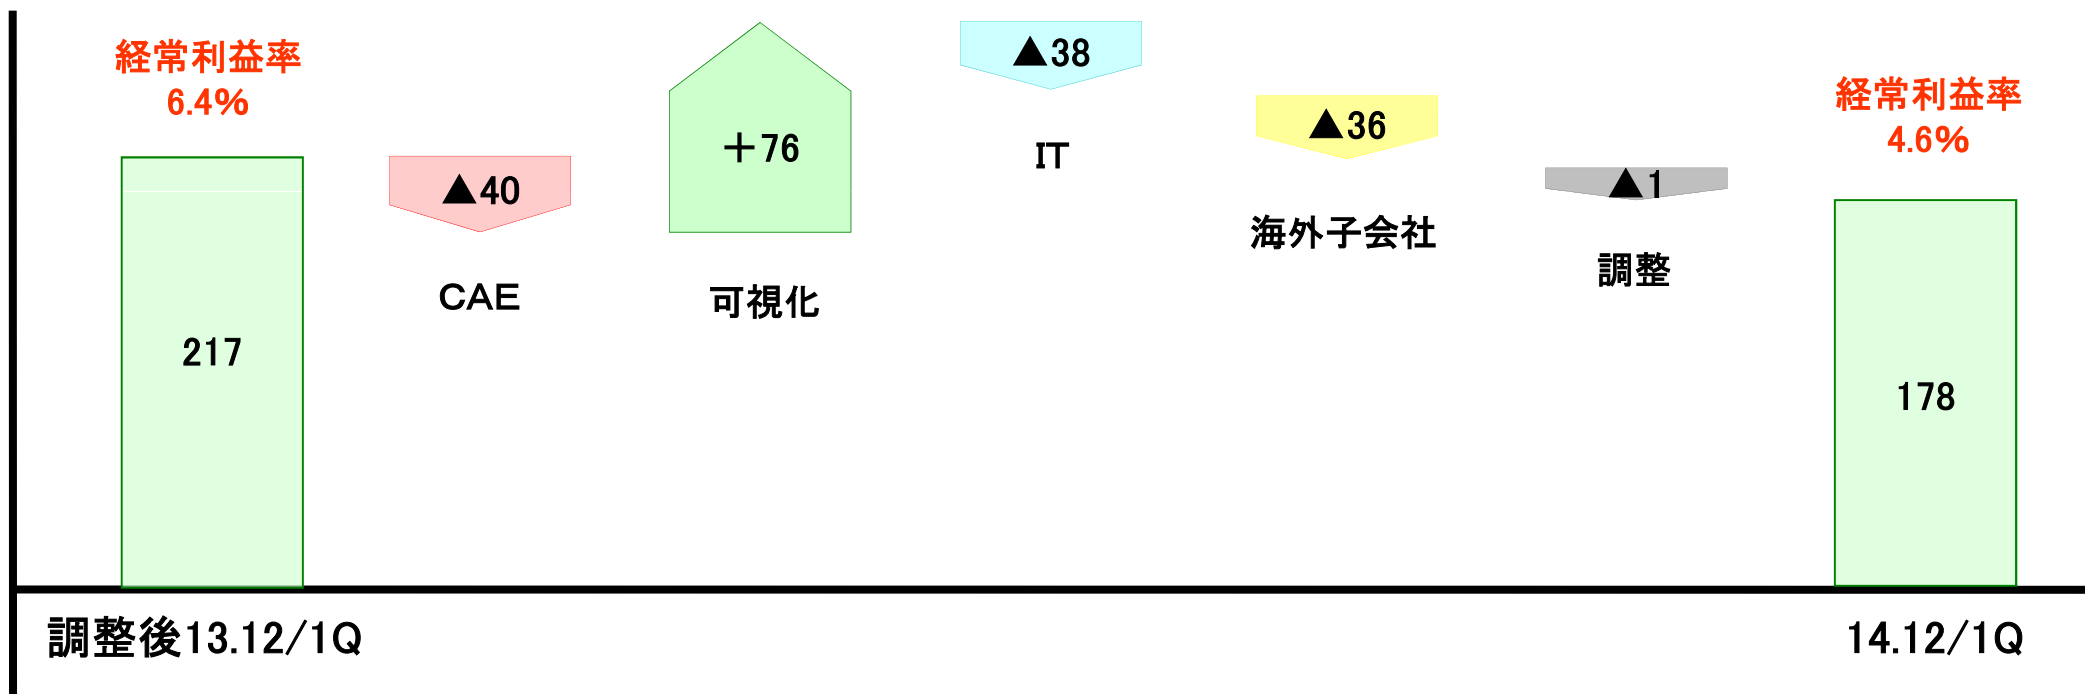 経常利益率
6.4%
217
▲40
CAE
＋76
可視化
▲38
IT
▲36
海外子会社
▲1
調整
経常利益率
4.6%
178
調整後13.12/1Q
14.12/1Q